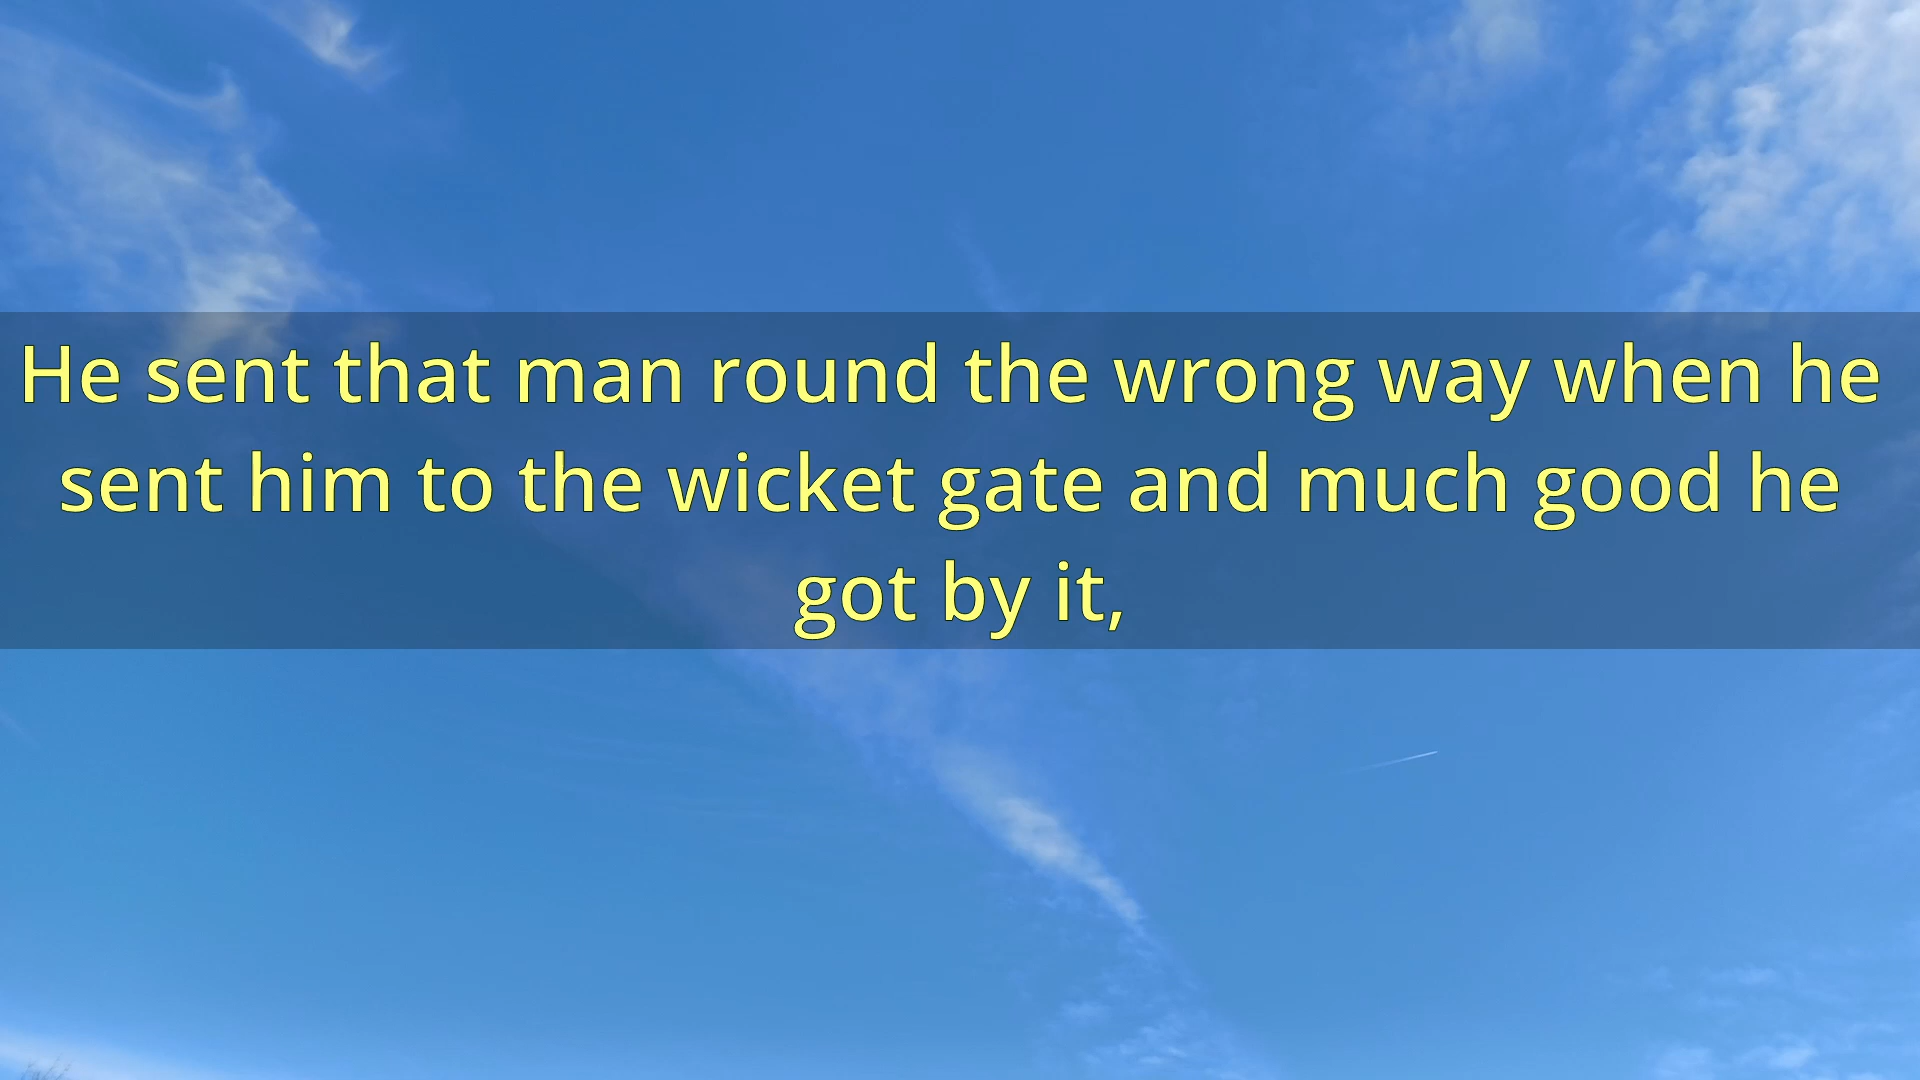 He sent that man round the wrong way when he
sent him to the wicket gate and much good he
got by it,